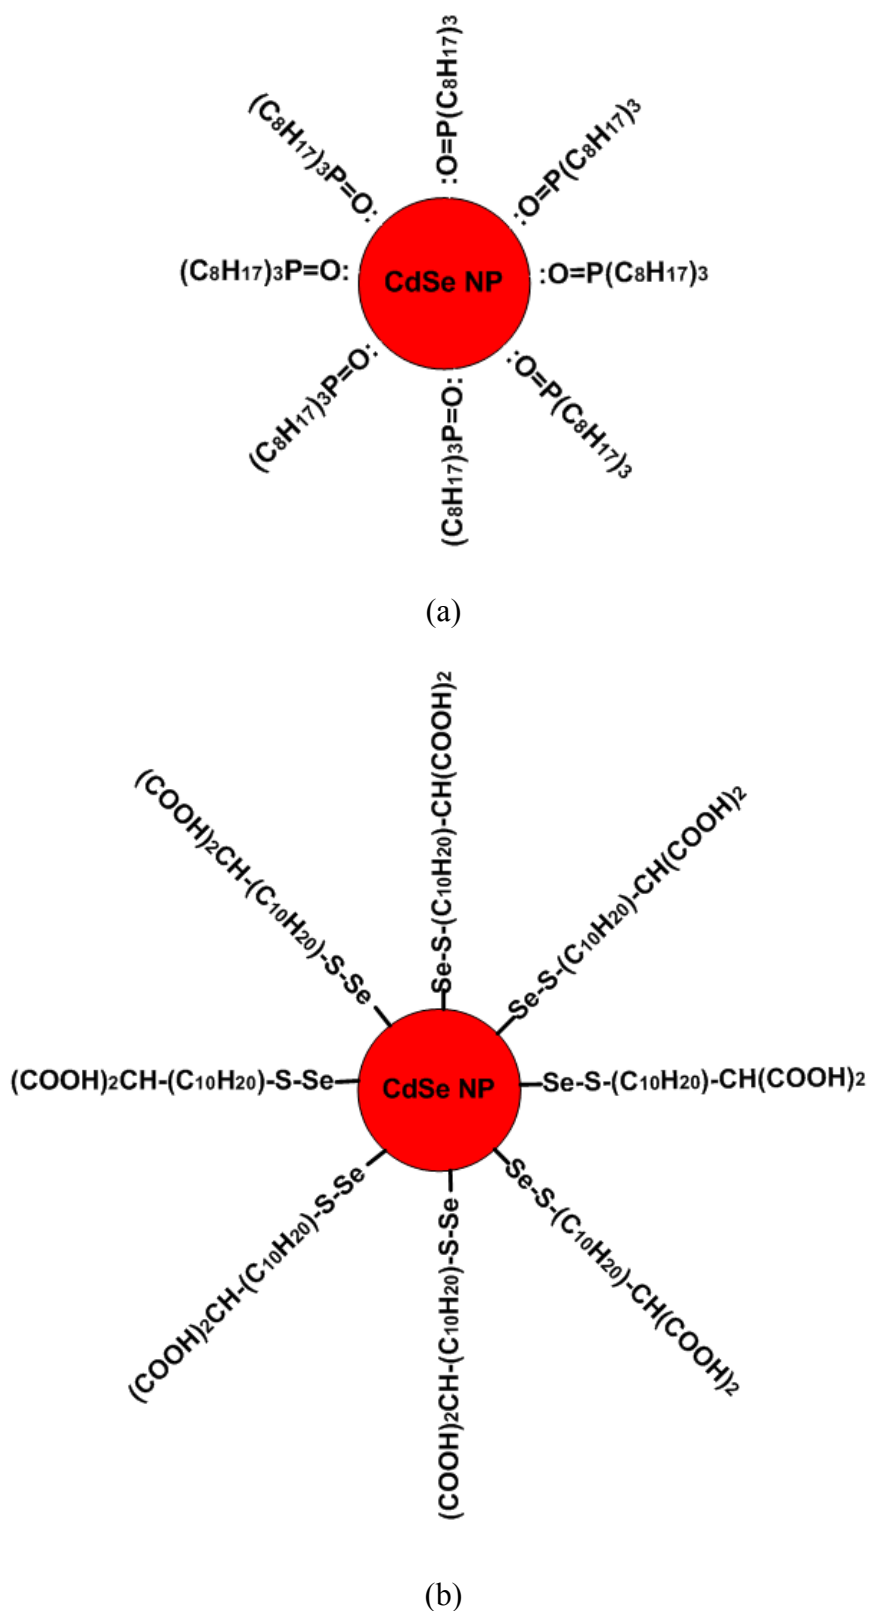 :O=P(C8H17)3
(C8H17)3P=O:
:O=P(C8H17)3
(C8H17)3P=O:
CdSe NP
:O=P(C8H17)3
(C8H17)3P=O:
:O=P(C8H17)3
(C8H17)3P=O:
(a)
Se-S-(C10H20)-CH(COOH)2
(COOH)2CH-(C10H20)-S-Se
Se-S-(C10H20)-CH(COOH)2
(COOH)2CH-(C10H20)-S-Se
CdSe NP
Se-S-(C10H20)-CH(COOH)2
(COOH)2CH-(C10H20)-S-Se
Se-S-(C10H20)-CH(COOH)2
(COOH)2CH-(C10H20)-S-Se
(b)